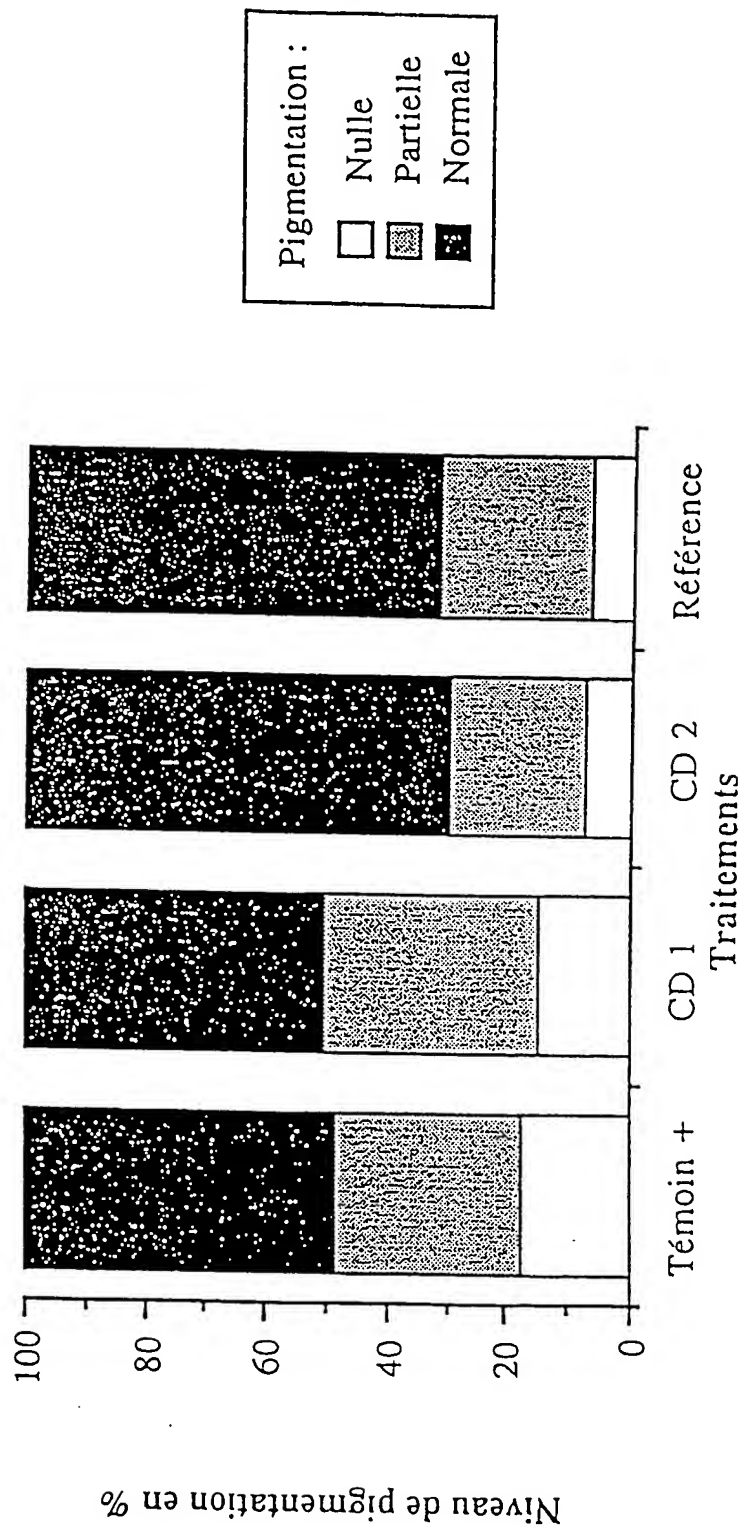 Niveau de pigmentation en %
100
80
60
40
20
0
Témoin +
CD 1
CD 2
Référence
Traitements
Pigmentation :
Nulle
Partielle
Normale